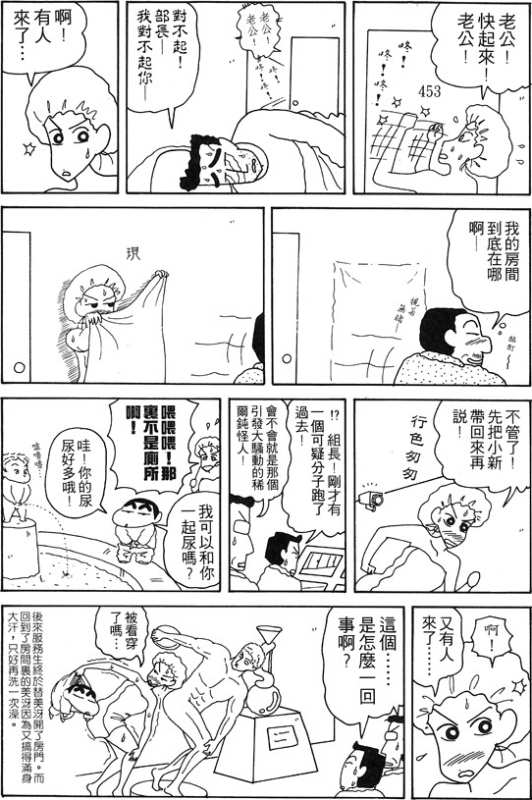 老公！
快起來！
老公！
咚！
咚！
咚！
453
老公！
老公！
咔！
咔！
對不起！
部長—
我對不起你—
啊！
有人
來了…
我的房間
到底在哪
啊—
視若
無睹—
現
不管了！
先把小新
帶回來再
說！
行色匆匆
!? 組長！剛才有
一個可疑分子跑了
過去！
會不會就是那個
引發大騷動的稀
爾鈍怪人！
喂喂喂！那
裏不是廁所
啊！
我可以和你
一起尿嗎？
哇！你的尿
尿好多哦！
啊！
又有人
來了……
這個……
是怎麼一回
事啊？
被看穿
了嗎…
後來服務生終於替美冴開了房門。而
回到了房間裏的美冴因為又搞得滿身
大汗，只好再洗一次澡。